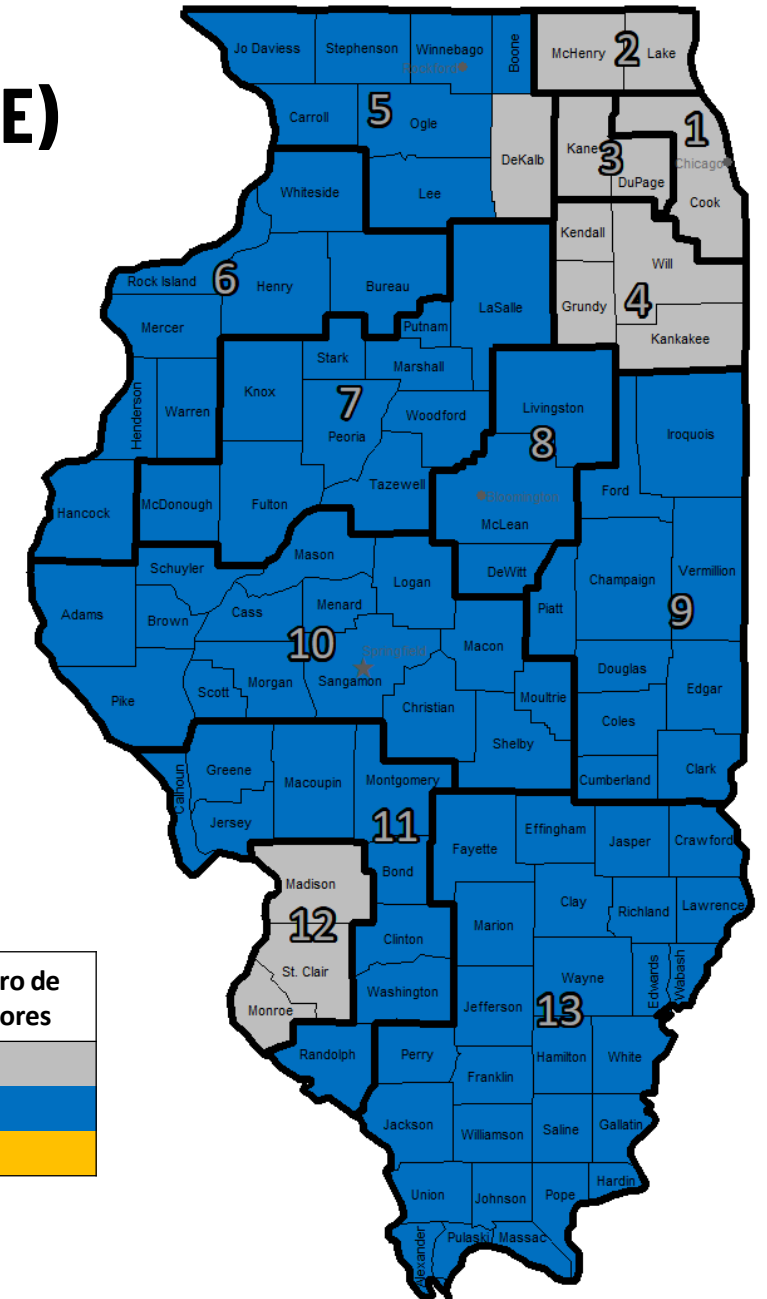 E)
Jo Daviess Stephenson Winnebago Boone McHenry 2 Lake
Rockford
Carroll 5 Ogle DeKalb Kane 3 1
Chicago
DuPage
Whiteside Lee Cook
Kendall
Will
Rock Island 6 Henry Bureau LaSalle Grundy 4
Mercer Putnam Kankakee
Stark Marshall
Henderson Warren Knox 7 Woodford Livingston Iroquois
Peoria 8
Hancock McDonough Fulton Tazewell Bloomington Ford
McLean
Mason
Schuyler Logan DeWitt Champaign Vermillion
Adams Brown Cass Menard Piatt 9
10 Springfield Macon
Pike Scott Morgan Sangamon Christian Moultrie Douglas Edgar
Coles
Shelby
Calhoun Greene Macoupin Montgomery Cumberland Clark
Jersey 11 Effingham
Fayette Jasper Crawford
Madison Bond
12 Clay Richland Lawrence
Marion
Clinton
St. Clair Wayne Edwards Wabash
ro de
ores
Monroe Washington Jefferson 13
Randolph Perry Hamilton White
Franklin
Jackson Williamson Saline Gallatin
Union Johnson Pope Hardin
Alexander Pulaski Massac